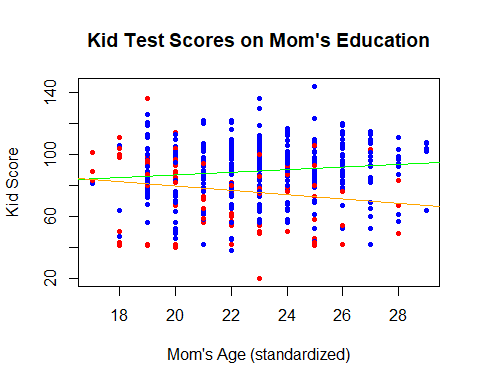 Kid Test Scores on Mom's Education
Kid Score
140
100
60
20
18 20 22 24 26 28
Mom's Age (standardized)